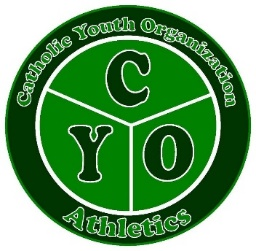 Catholic Youth Organization
C
Y O
Athletics